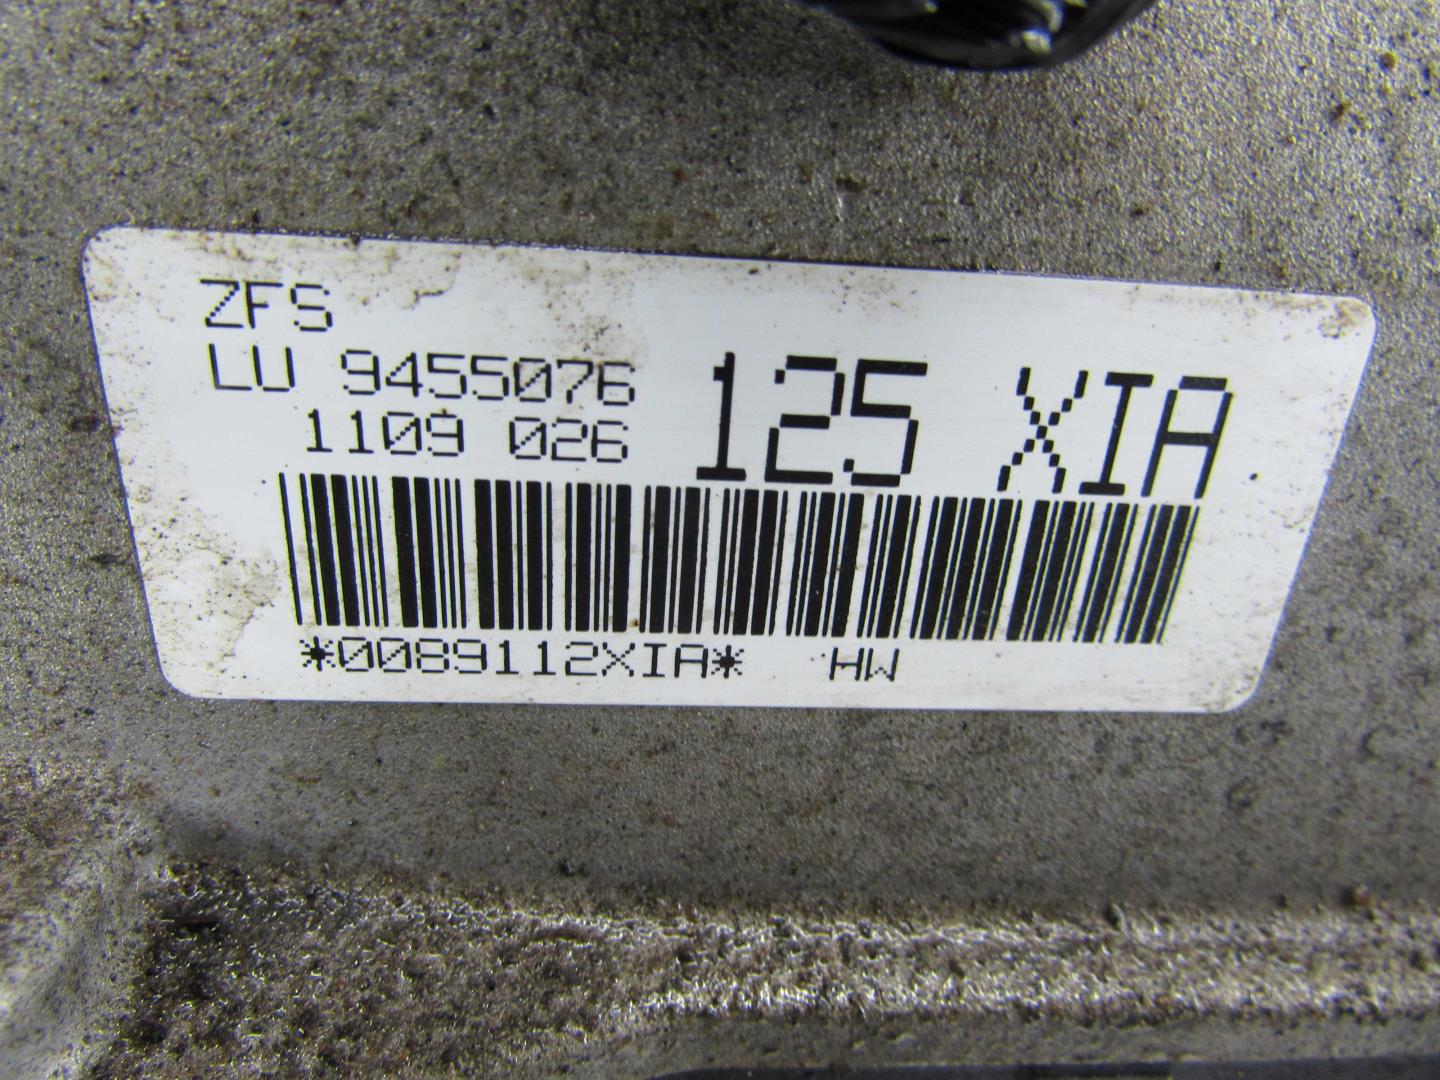 ZFS
LU 9455076
1109 026
125 XIA
*0089112XIA* HW